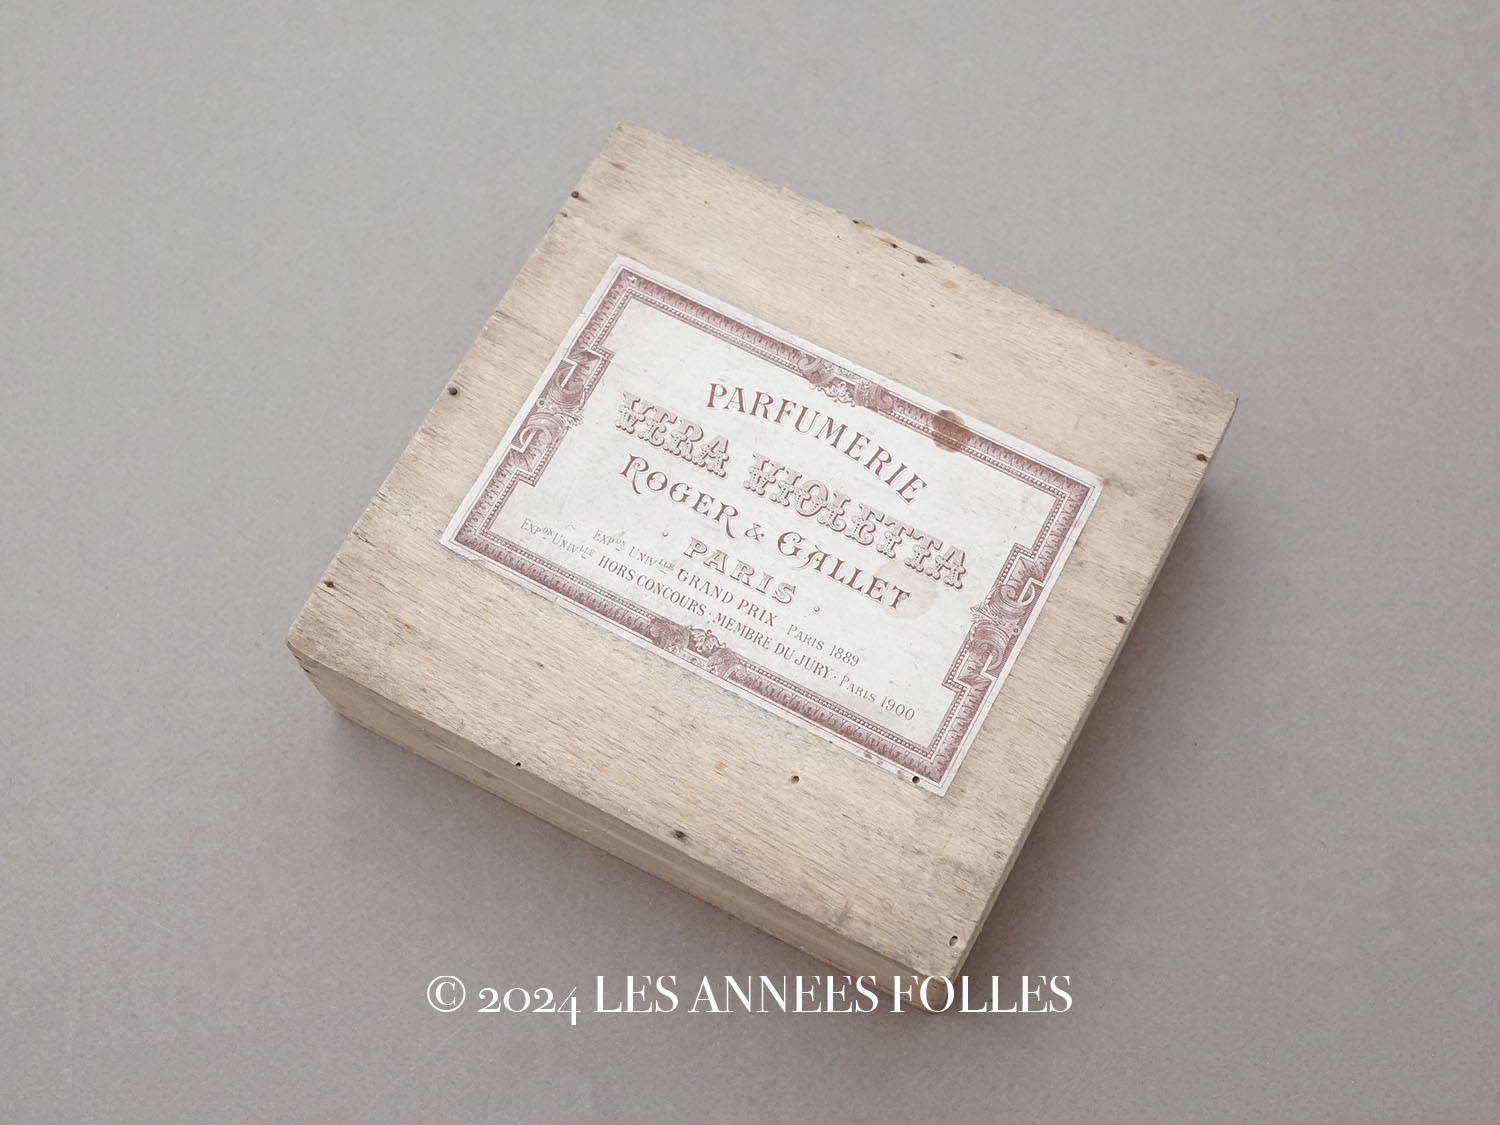 PARFUMERIE
VERA VIOLETTA
ROGER & GALLET
· PARIS ·
EXPON UNIVLLE GRAND PRIX PARIS 1889
EXPON UNIVLLE HORS CONCOURS · MEMBRE DU JURY · PARIS 1900
© 2024 LES ANNEES FOLLES